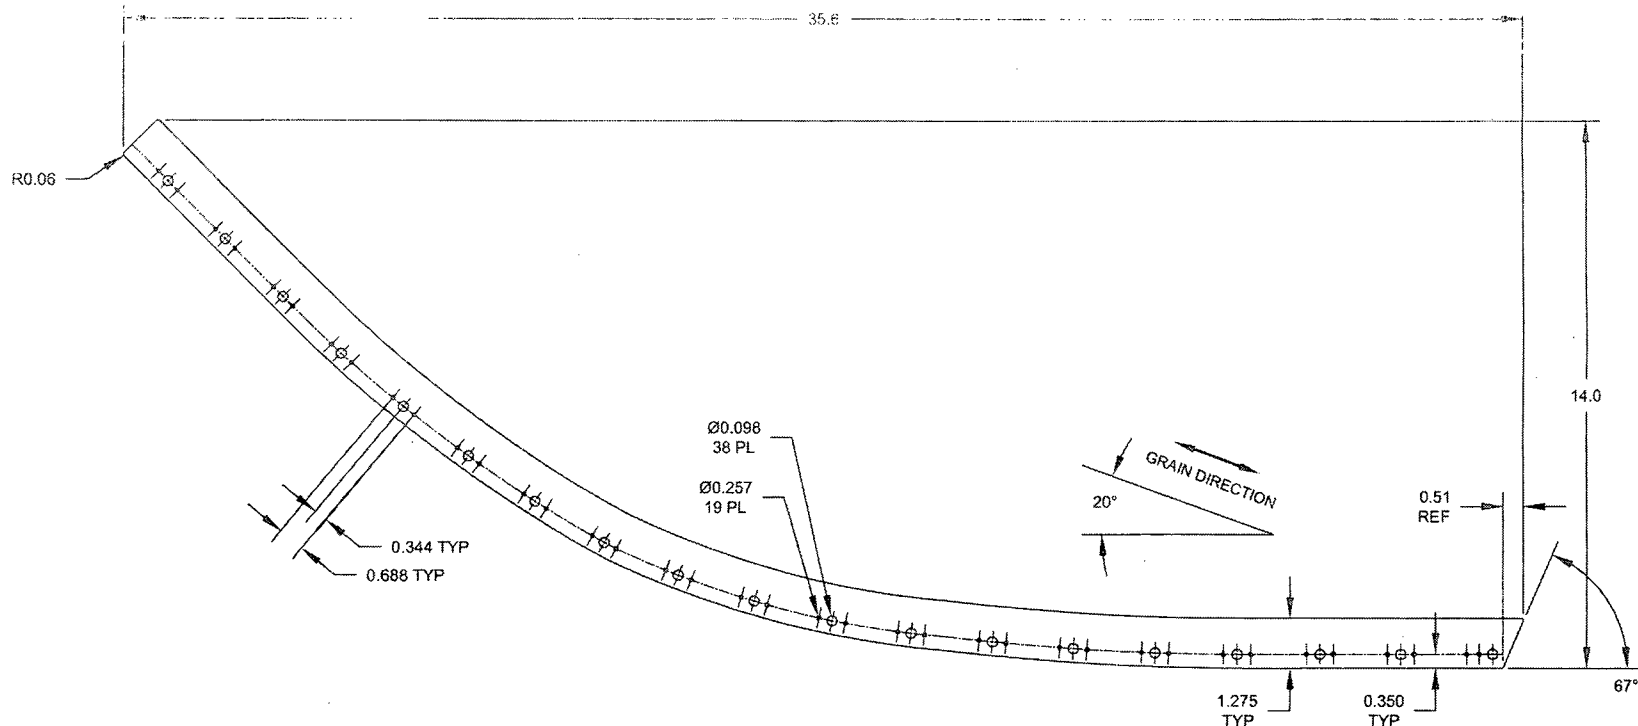 35.6
R0.06
14.0
Ø0.098
38 PL
GRAIN DIRECTION
20°
Ø0.257
19 PL
0.51
REF
0.344 TYP
0.688 TYP
1.275
TYP
0.350
TYP
67°